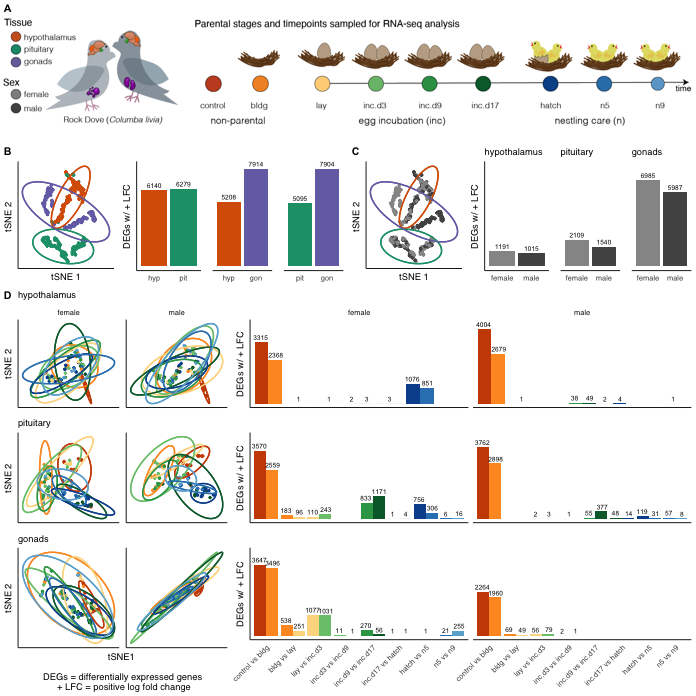 A
Tissue
hypothalamus
pituitary
gonads
Sex
female
male
Rock Dove (Columba livia)
Parental stages and timepoints sampled for RNA-seq analysis
time
control bldg lay inc.d3 inc.d9 inc.d17 hatch n5 n9
non-parental egg incubation (inc) nestling care (n)
B
tSNE 2
tSNE 1
DEGs w/ + LFC
6140 6279 5208 7914 5095 7904
hyp pit hyp gon pit gon
C
tSNE 2
tSNE 1
hypothalamus pituitary gonads
DEGs w/ + LFC
1191 1015 2109 1540 6985 5987
female male female male female male
D hypothalamus
female male female male
tSNE 2
DEGs w/ + LFC
3315 2368 1 1 2 3 3 1076 851
4004 2679 1 38 49 2 4 1
pituitary
tSNE 2
DEGs w/ + LFC
3570 2559 183 96 110 243 833 1171 1 4 756 306 6 16
3762 2898 2 3 1 55 377 48 14 119 31 57 8
gonads
tSNE 2
tSNE1
DEGs w/ + LFC
3647 3496 538 251 1077 1031 11 1 270 56 1 1 21 255
2264 1960 69 49 56 79 2 1
control vs bldg
bldg vs lay
lay vs inc.d3
inc.d3 vs inc.d9
inc.d9 vs inc.d17
inc.d17 vs hatch
hatch vs n5
n5 vs n9
control vs bldg
bldg vs lay
lay vs inc.d3
inc.d3 vs inc.d9
inc.d9 vs inc.d17
inc.d17 vs hatch
hatch vs n5
n5 vs n9
DEGs = differentially expressed genes
+ LFC = positive log fold change